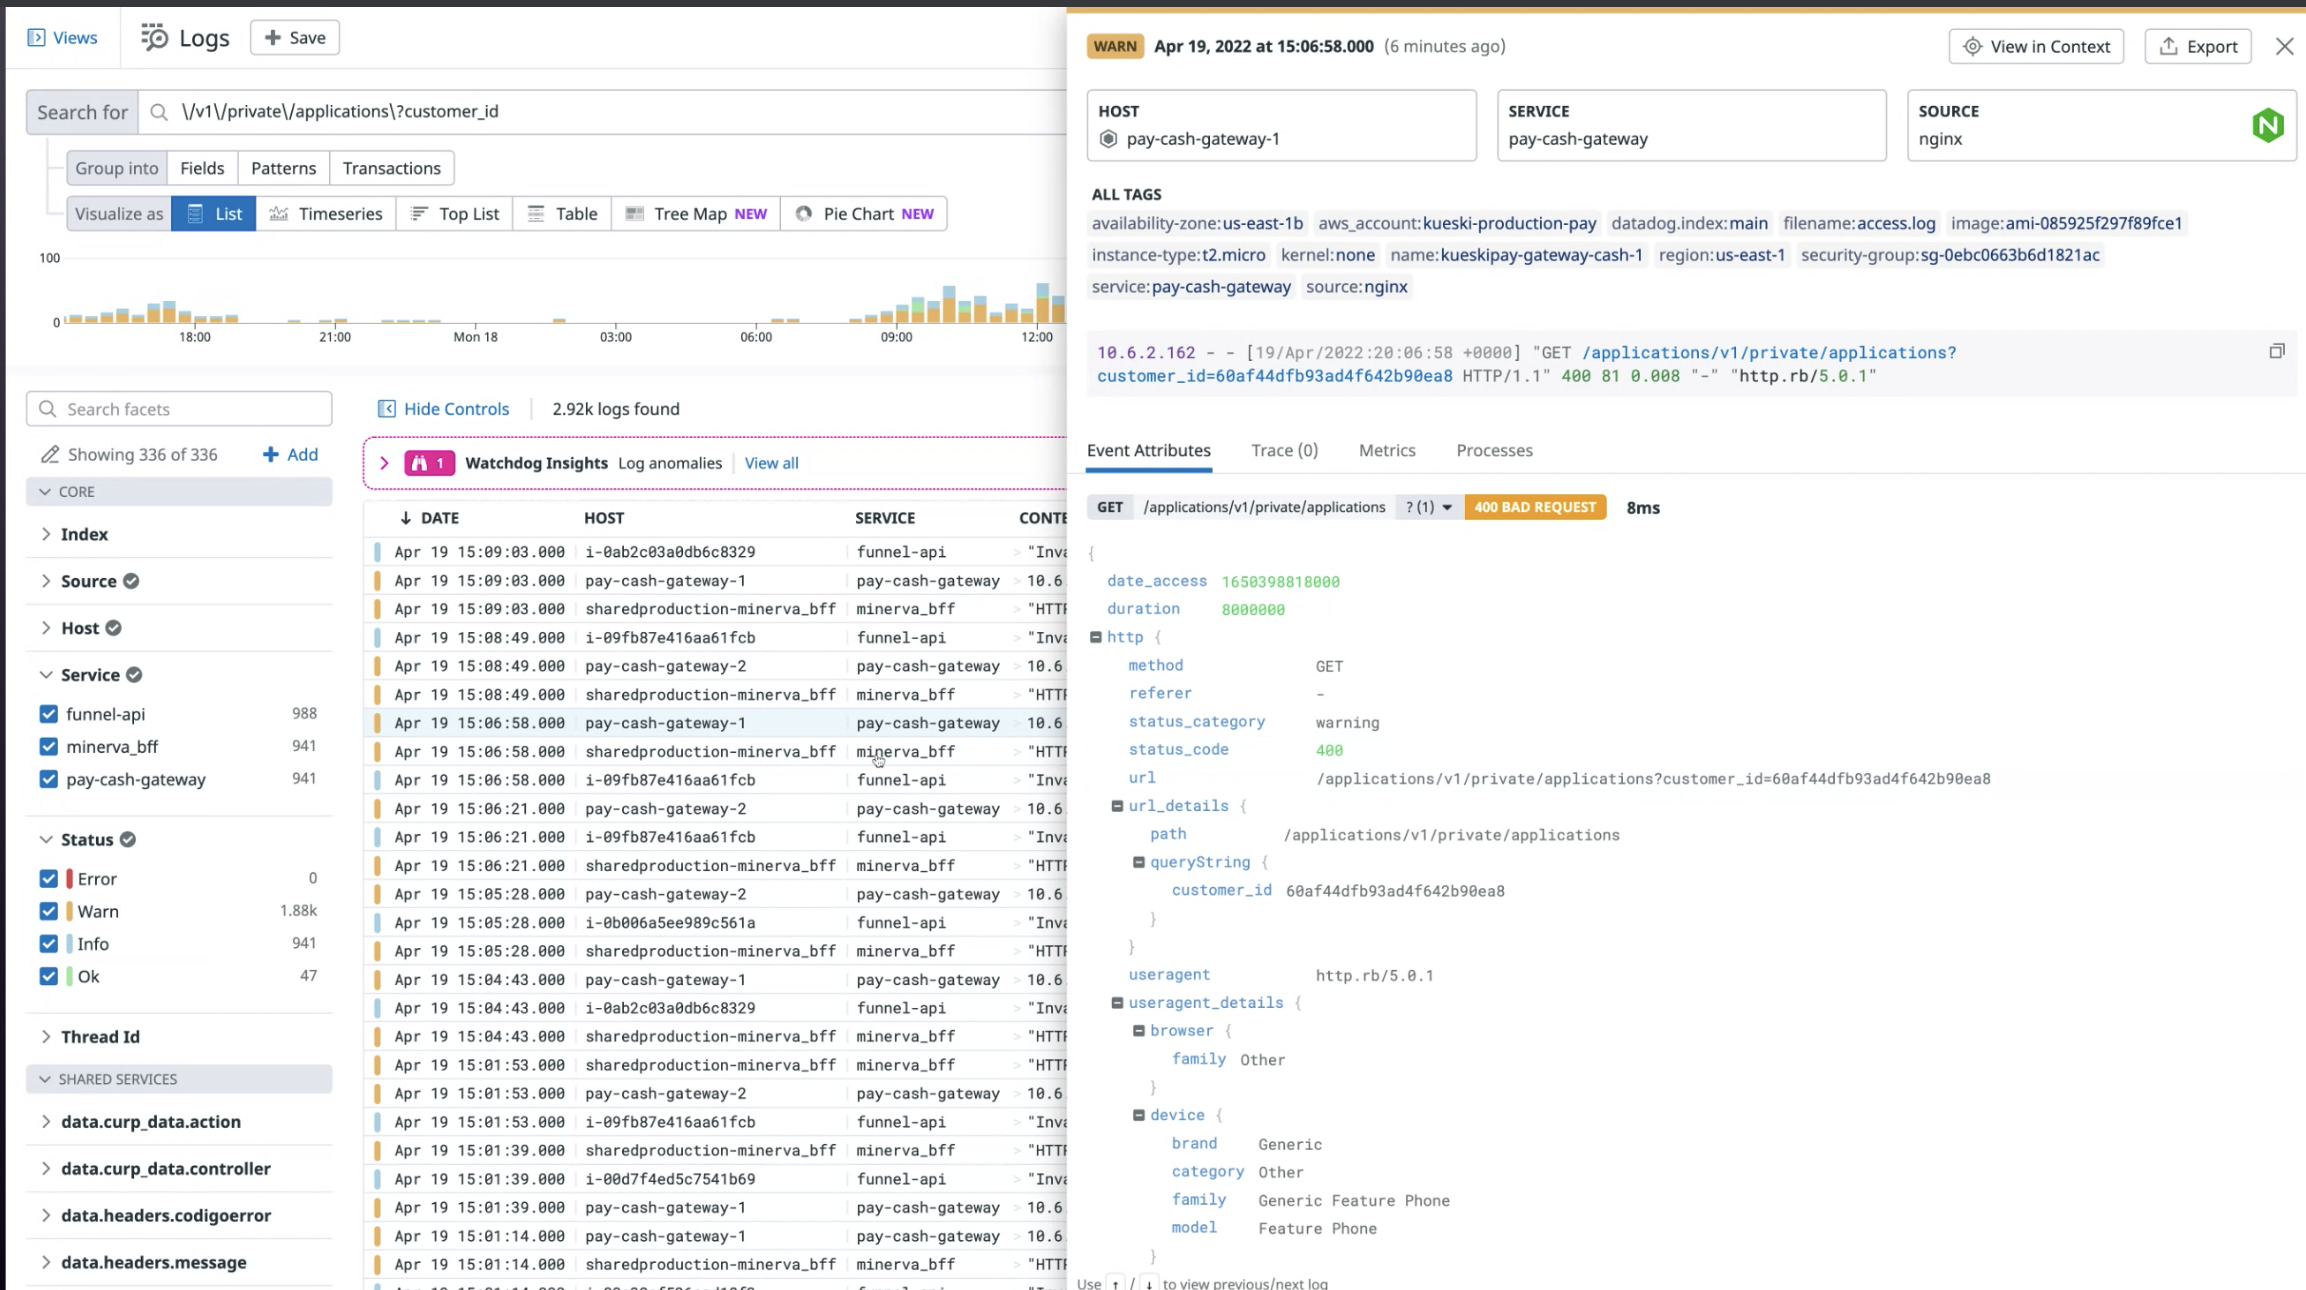 Views
Logs
+ Save
Search for
\/v1\/private\/applications\?customer_id
Group into Fields Patterns Transactions
Visualize as List Timeseries Top List Table Tree Map NEW Pie Chart NEW
100
0
18:00 21:00 Mon 18 03:00 06:00 09:00 12:00
Search facets
Showing 336 of 336 + Add
CORE
Index
Source
Host
Service
funnel-api 988
minerva_bff 941
pay-cash-gateway 941
Status
Error 0
Warn 1.88k
Info 941
Ok 47
Thread Id
SHARED SERVICES
data.curp_data.action
data.curp_data.controller
data.headers.codigoerror
data.headers.message
Hide Controls 2.92k logs found
1 Watchdog Insights Log anomalies View all
↓ DATE HOST SERVICE CONTE
Apr 19 15:09:03.000 i-0ab2c03a0db6c8329 funnel-api > "Inva
Apr 19 15:09:03.000 pay-cash-gateway-1 pay-cash-gateway > 10.6.
Apr 19 15:09:03.000 sharedproduction-minerva_bff minerva_bff > "HTTP
Apr 19 15:08:49.000 i-09fb87e416aa61fcb funnel-api > "Inva
Apr 19 15:08:49.000 pay-cash-gateway-2 pay-cash-gateway > 10.6.
Apr 19 15:08:49.000 sharedproduction-minerva_bff minerva_bff > "HTTP
Apr 19 15:06:58.000 pay-cash-gateway-1 pay-cash-gateway > 10.6.
Apr 19 15:06:58.000 sharedproduction-minerva_bff minerva_bff > "HTTP
Apr 19 15:06:58.000 i-09fb87e416aa61fcb funnel-api > "Inva
Apr 19 15:06:21.000 pay-cash-gateway-2 pay-cash-gateway > 10.6.
Apr 19 15:06:21.000 i-09fb87e416aa61fcb funnel-api > "Inva
Apr 19 15:06:21.000 sharedproduction-minerva_bff minerva_bff > "HTTP
Apr 19 15:05:28.000 pay-cash-gateway-2 pay-cash-gateway > 10.6.
Apr 19 15:05:28.000 i-0b006a5ee989c561a funnel-api > "Inva
Apr 19 15:05:28.000 sharedproduction-minerva_bff minerva_bff > "HTTP
Apr 19 15:04:43.000 pay-cash-gateway-1 pay-cash-gateway > 10.6.
Apr 19 15:04:43.000 i-0ab2c03a0db6c8329 funnel-api > "Inva
Apr 19 15:04:43.000 sharedproduction-minerva_bff minerva_bff > "HTTP
Apr 19 15:01:53.000 sharedproduction-minerva_bff minerva_bff > "HTTP
Apr 19 15:01:53.000 pay-cash-gateway-2 pay-cash-gateway > 10.6.
Apr 19 15:01:53.000 i-09fb87e416aa61fcb funnel-api > "Inva
Apr 19 15:01:39.000 sharedproduction-minerva_bff minerva_bff > "HTTP
Apr 19 15:01:39.000 i-00d7f4ed5c7541b69 funnel-api > "Inva
Apr 19 15:01:39.000 pay-cash-gateway-1 pay-cash-gateway > 10.6.
Apr 19 15:01:14.000 pay-cash-gateway-1 pay-cash-gateway > 10.6.
Apr 19 15:01:14.000 sharedproduction-minerva_bff minerva_bff > "HTTP
WARN Apr 19, 2022 at 15:06:58.000 (6 minutes ago) View in Context Export
HOST
pay-cash-gateway-1
SERVICE
pay-cash-gateway
SOURCE
nginx
N
ALL TAGS
availability-zone:us-east-1b aws_account:kueski-production-pay datadog.index:main filename:access.log image:ami-085925f297f89fce1
instance-type:t2.micro kernel:none name:kueskipay-gateway-cash-1 region:us-east-1 security-group:sg-0ebc0663b6d1821ac
service:pay-cash-gateway source:nginx
10.6.2.162 - - [19/Apr/2022:20:06:58 +0000] "GET /applications/v1/private/applications?
customer_id=60af44dfb93ad4f642b90ea8 HTTP/1.1" 400 81 0.008 "-" "http.rb/5.0.1"
Event Attributes Trace (0) Metrics Processes
GET /applications/v1/private/applications ? (1) 400 BAD REQUEST 8ms
{
date_access 1650398818000
duration 8000000
http {
method GET
referer -
status_category warning
status_code 400
url /applications/v1/private/applications?customer_id=60af44dfb93ad4f642b90ea8
url_details {
path /applications/v1/private/applications
queryString {
customer_id 60af44dfb93ad4f642b90ea8
}
}
useragent http.rb/5.0.1
useragent_details {
browser {
family Other
}
device {
brand Generic
category Other
family Generic Feature Phone
model Feature Phone
}
Use ↑ / ↓ to view previous/next log